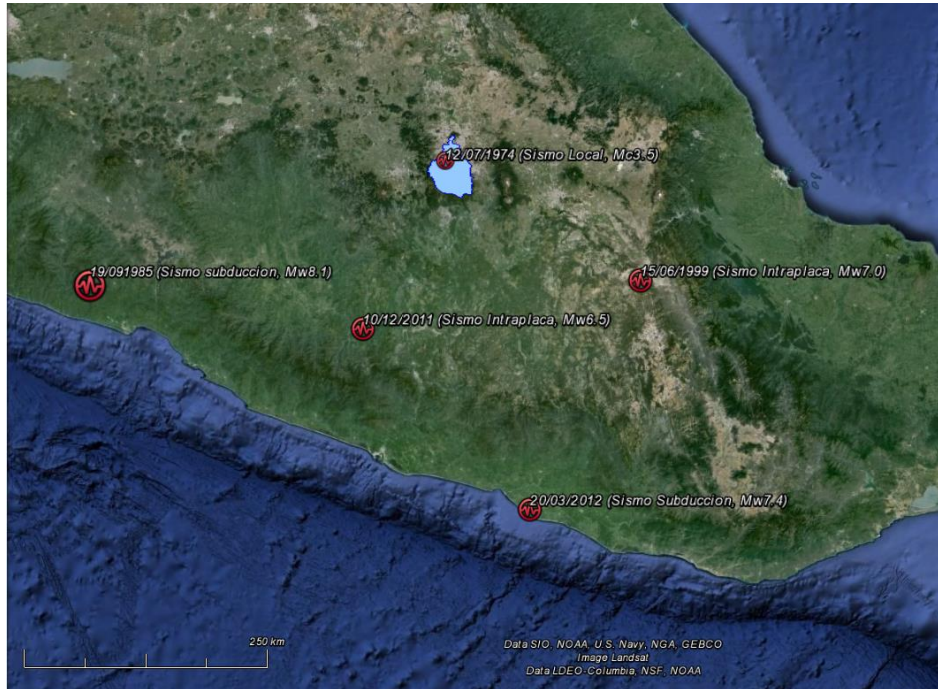 12/07/1974 (Sismo Local, Mc3.5)
19/091985 (Sismo subduccion, Mw8.1)
15/06/1999 (Sismo Intraplaca, Mw7.0)
10/12/2011 (Sismo Intraplaca, Mw6.5)
20/03/2012 (Sismo Subduccion, Mw7.4)
250 km
Data SIO, NOAA, U.S. Navy, NGA, GEBCO
Image Landsat
Data LDEO-Columbia, NSF, NOAA